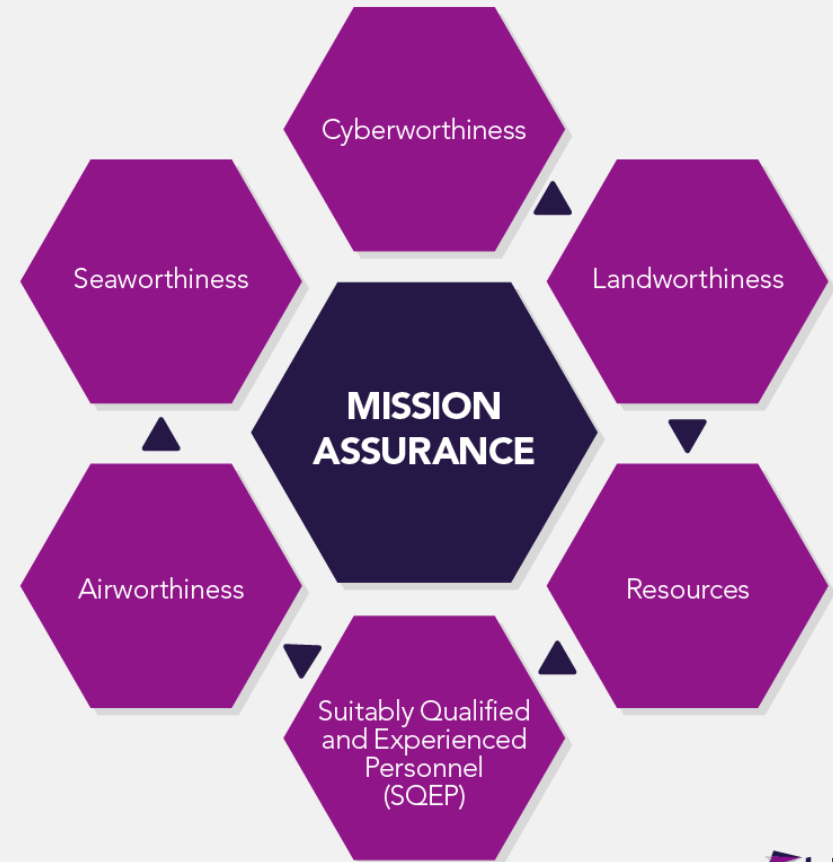 Cyberworthiness
Seaworthiness
Landworthiness
MISSION
ASSURANCE
Airworthiness
Resources
Suitably Qualified
and Experienced
Personnel
(SQEP)